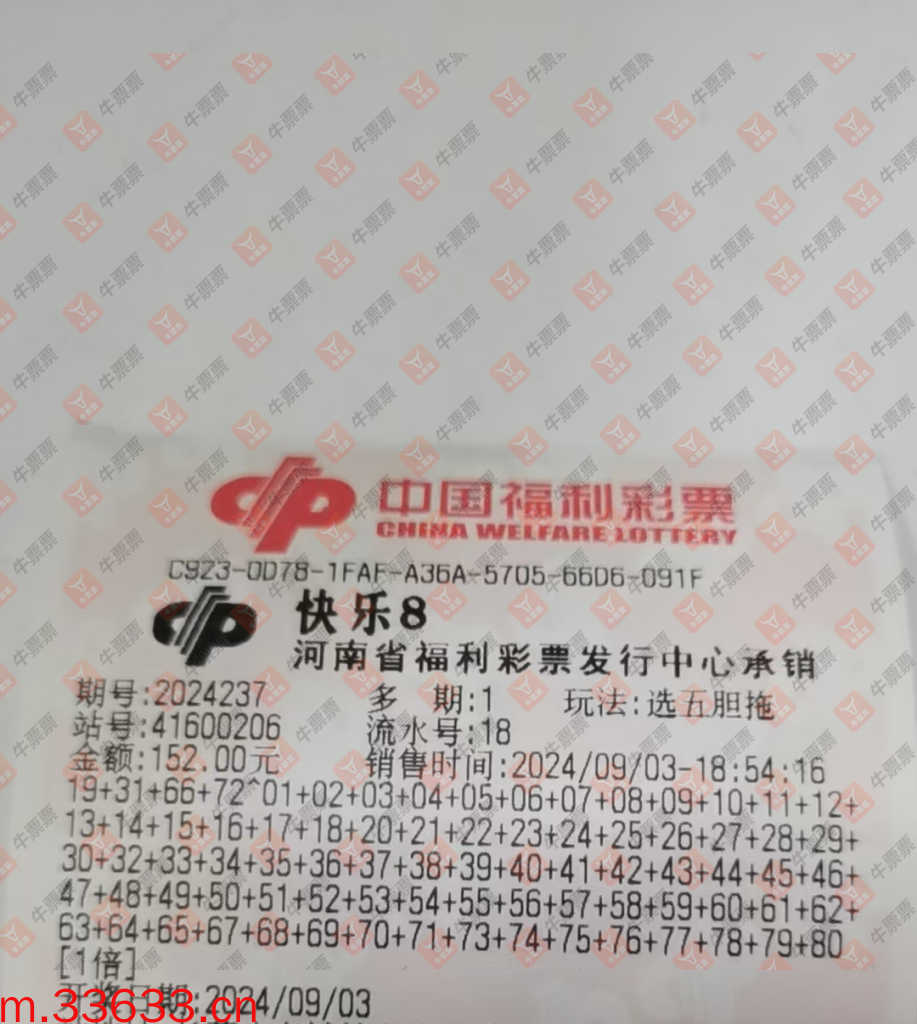 中国福利彩票
CHINA WELFARE LOTTERY
C923-0D78-1FAF-A36A-5705-66D6-091F
快乐8
河南省福利彩票发行中心承销
期号:2024237 多 期:1 玩法:选五胆拖
站号:41600206 流水号:18
金额:152.00元 销售时间:2024/09/03-18:54:16
19+31+66+72^01+02+03+04+05+06+07+08+09+10+11+12+
13+14+15+16+17+18+20+21+22+23+24+25+26+27+28+29+
30+32+33+34+35+36+37+38+39+40+41+42+43+44+45+46+
47+48+49+50+51+52+53+54+55+56+57+58+59+60+61+62+
63+64+65+67+68+69+70+71+73+74+75+76+77+78+79+80
[1倍]
开奖日期:2024/09/03
m.33633.cn
牛票票